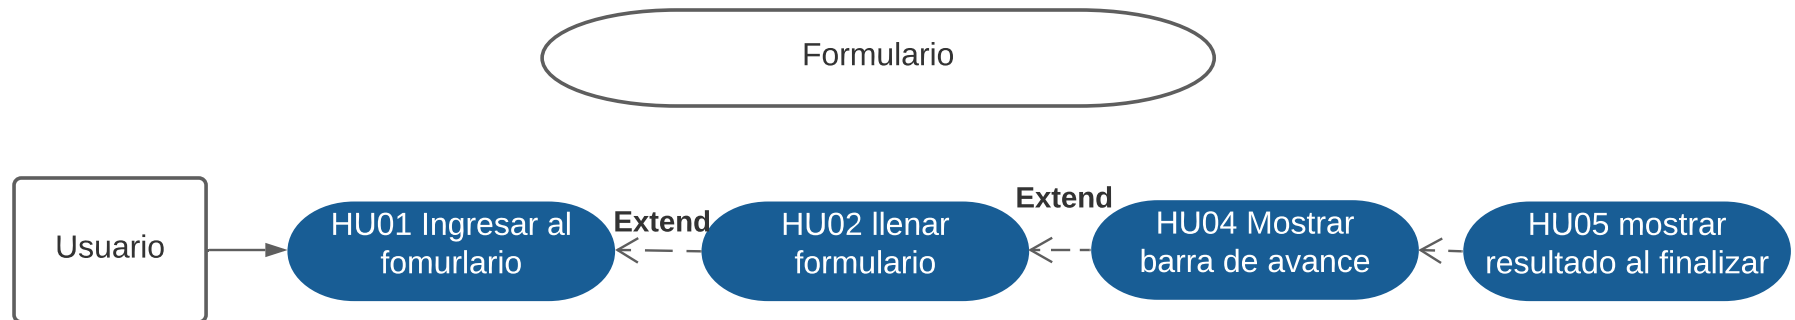 Formulario
Usuario
HU01 Ingresar al
fomurlario
Extend
HU02 llenar
formulario
Extend
HU04 Mostrar
barra de avance
HU05 mostrar
resultado al finalizar